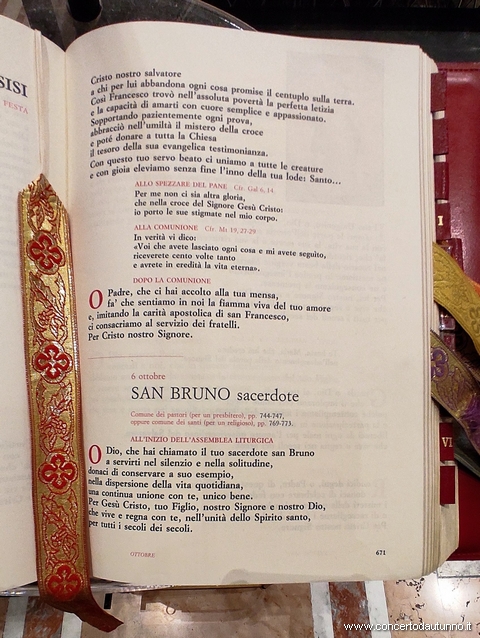 SISI
FESTA
Cristo nostro salvatore
a chi per lui abbandona ogni cosa promise il centuplo sulla terra.
Così Francesco trovò nell'assoluta povertà la perfetta letizia
e la capacità di amarti con cuore semplice e appassionato.
Sopportando pazientemente ogni prova,
abbracciò nell'umiltà il mistero della croce
e poté donare a tutta la Chiesa
il tesoro della sua evangelica testimonianza.
Con questo tuo servo beato ci uniamo a tutte le creature
e con gioia eleviamo senza fine l'inno della tua lode: Santo...
ALLO SPEZZARE DEL PANE Cfr. Gal 6, 14.
Per me non ci sia altra gloria,
che nella croce del Signore Gesù Cristo:
io porto le sue stigmate nel mio corpo.
ALLA COMUNIONE Cfr. Mt 19, 27-29.
In verità vi dico:
«Voi che avete lasciato ogni cosa e mi avete seguito,
riceverete cento volte tanto
e avrete in eredità la vita eterna».
DOPO LA COMUNIONE
O Padre, che ci hai accolto alla tua mensa,
fa' che sentiamo in noi la fiamma viva del tuo amore
e, imitando la carità apostolica di san Francesco,
ci consacriamo al servizio dei fratelli.
Per Cristo nostro Signore.
6 ottobre
SAN BRUNO sacerdote
Comune dei pastori (per un presbitero), pp. 744-747,
oppure comune dei santi (per un religioso), pp. 769-773.
ALL'INIZIO DELL'ASSEMBLEA LITURGICA
O Dio, che hai chiamato il tuo sacerdote san Bruno
a servirti nel silenzio e nella solitudine,
donaci di conservare a suo esempio,
nella dispersione della vita quotidiana,
una continua unione con te, unico bene.
Per Gesù Cristo, tuo Figlio, nostro Signore e nostro Dio,
che vive e regna con te, nell'unità dello Spirito santo,
per tutti i secoli dei secoli.
OTTOBRE
671
I
VI
www.concertodautunno.it